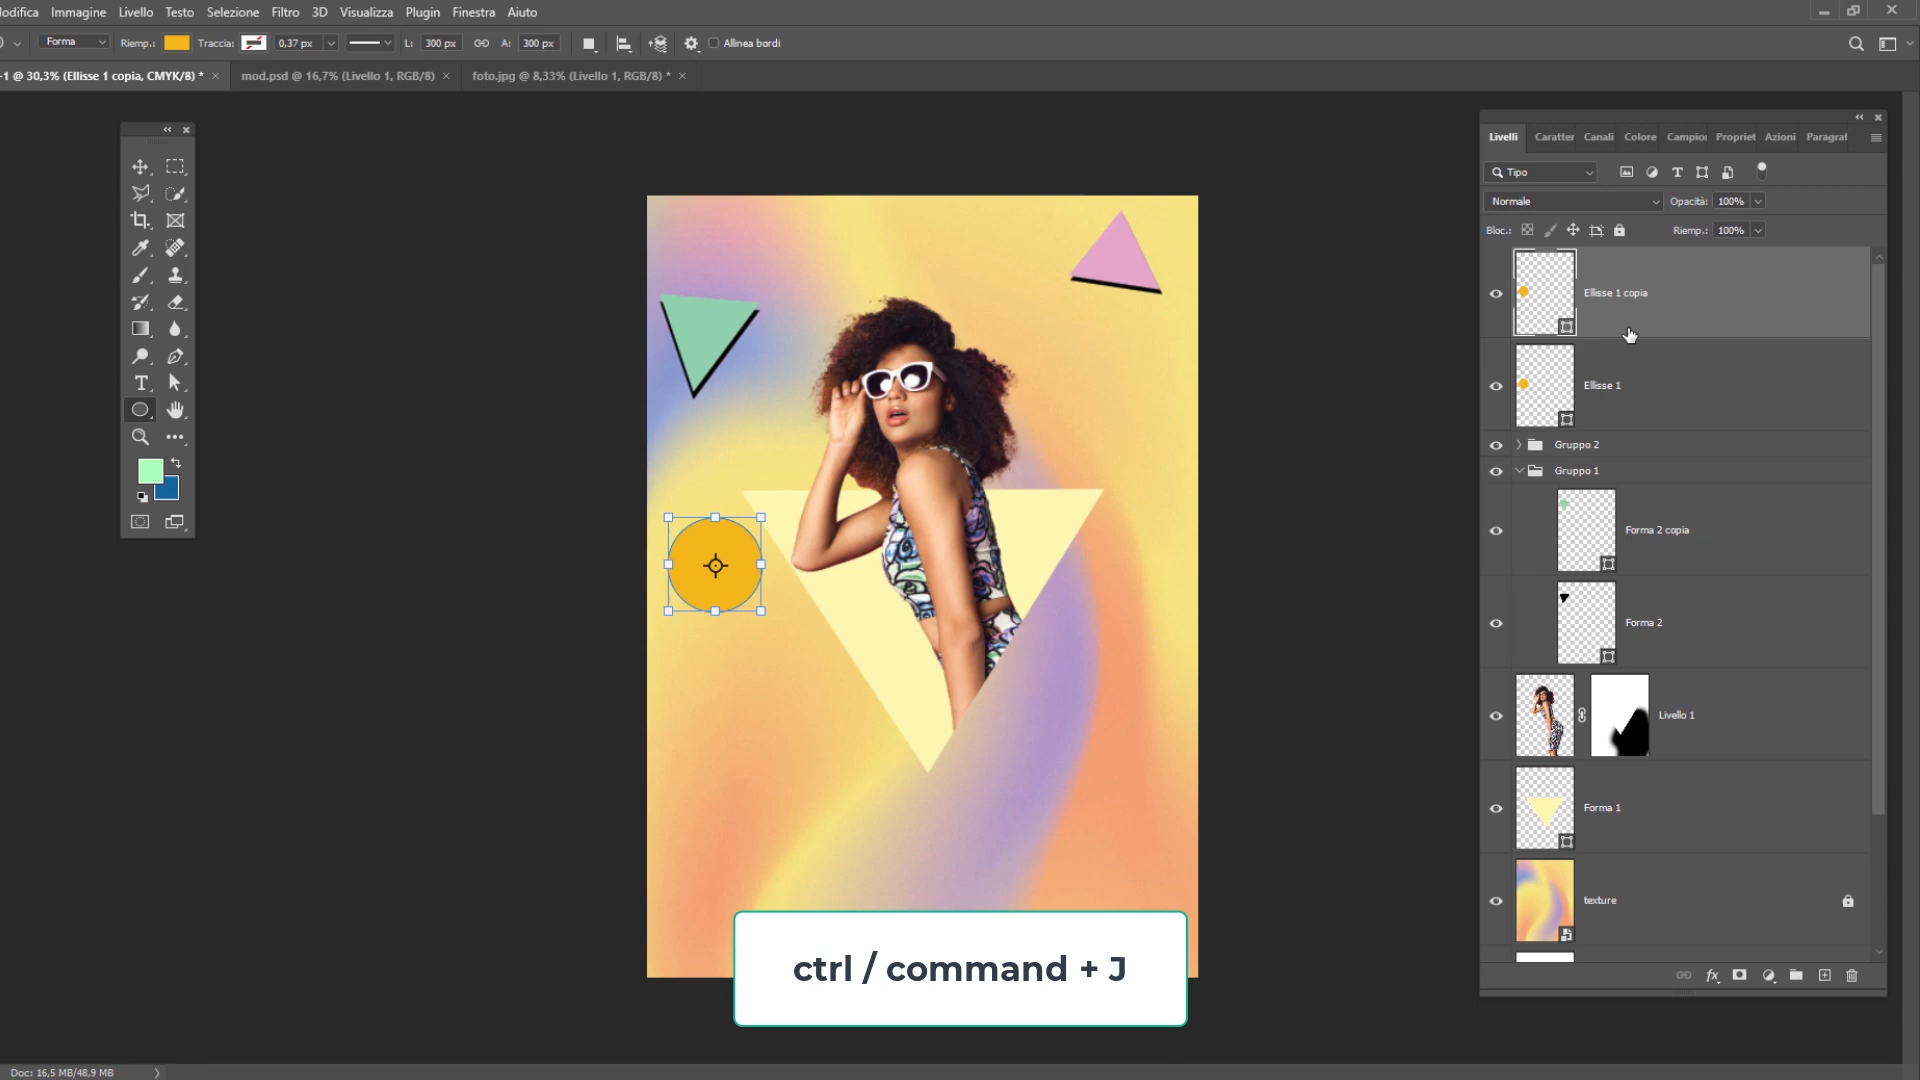 odifica Immagine Livello Testo Selezione Filtro 3D Visualizza Plugin Finestra Aiuto
Forma Riemp.: Traccia: 0,37 px L: 300 px A: 300 px Allinea bordi
-1 @ 30,3% (Ellisse 1 copia, CMYK/8) * × mod.psd @ 16,7% (Livello 1, RGB/8) × foto.jpg @ 8,33% (Livello 1, RGB/8) * ×
Livelli Caratter Canali Colore Campio Propriet Azioni Paragraf
Tipo
Normale Opacità: 100%
Bloc.: Riemp.: 100%
Ellisse 1 copia
Ellisse 1
Gruppo 2
Gruppo 1
Forma 2 copia
Forma 2
Livello 1
Forma 1
texture
fx
ctrl / command + J
Doc: 16,5 MB/48,9 MB